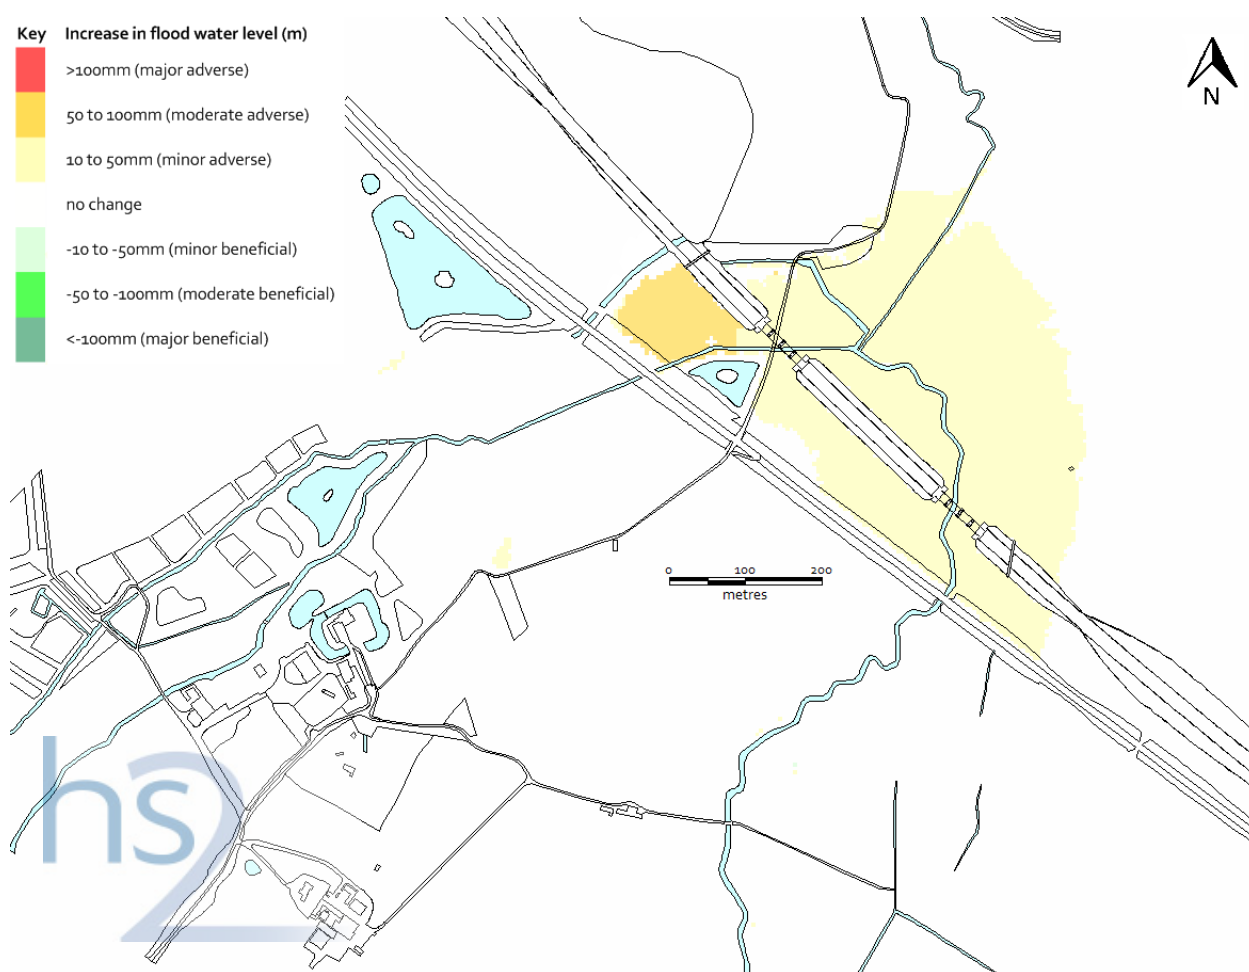 Key Increase in flood water level (m)
>100mm (major adverse)
50 to 100mm (moderate adverse)
10 to 50mm (minor adverse)
no change
-10 to -50mm (minor beneficial)
-50 to -100mm (moderate beneficial)
<-100mm (major beneficial)
N
0 100 200
metres
hs2